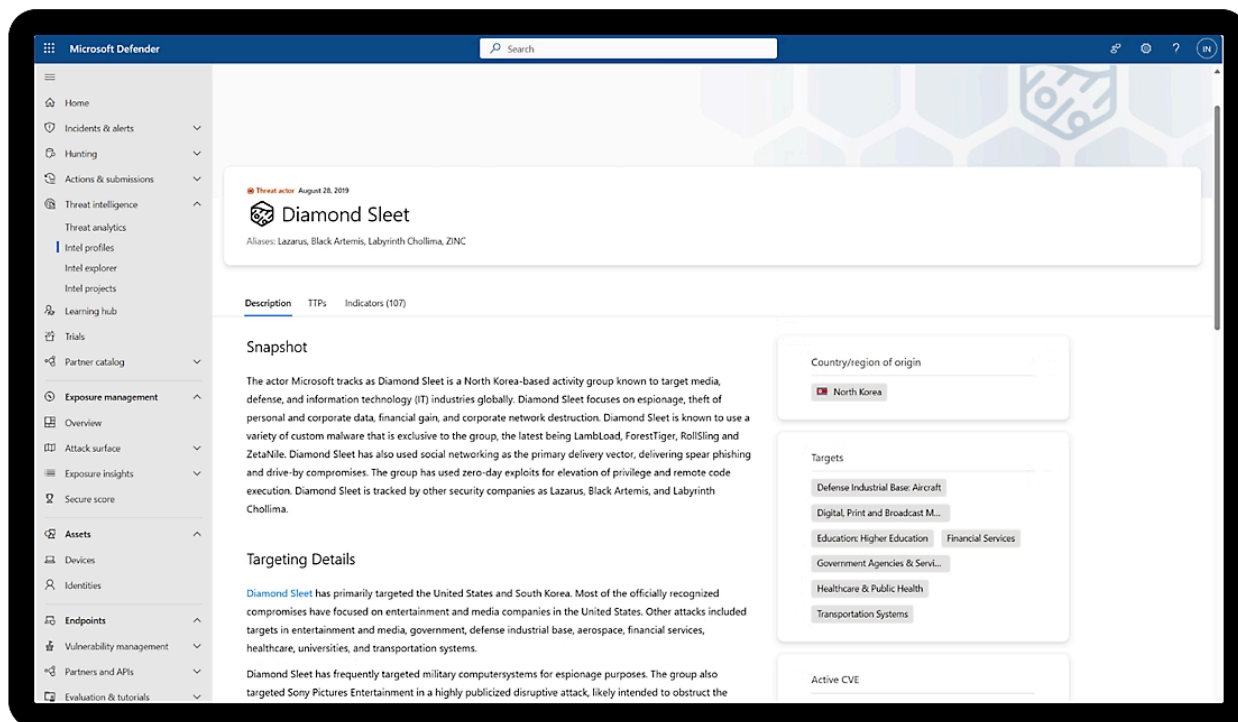 Microsoft Defender
Search
IN
Home
Incidents & alerts
Hunting
Actions & submissions
Threat intelligence
Threat analytics
Intel profiles
Intel explorer
Intel projects
Learning hub
Trials
Partner catalog
Exposure management
Overview
Attack surface
Exposure insights
Secure score
Assets
Devices
Identities
Endpoints
Vulnerability management
Partners and APIs
Evaluation & tutorials
Threat actor August 28, 2019
Diamond Sleet
Aliases: Lazarus, Black Artemis, Labyrinth Chollima, ZINC
Description TTPs Indicators (107)
Snapshot
The actor Microsoft tracks as Diamond Sleet is a North Korea-based activity group known to target media,
defense, and information technology (IT) industries globally. Diamond Sleet focuses on espionage, theft of
personal and corporate data, financial gain, and corporate network destruction. Diamond Sleet is known to use a
variety of custom malware that is exclusive to the group, the latest being LambLoad, ForestTiger, RollSling and
ZetaNile. Diamond Sleet has also used social networking as the primary delivery vector, delivering spear phishing
and drive-by compromises. The group has used zero-day exploits for elevation of privilege and remote code
execution. Diamond Sleet is tracked by other security companies as Lazarus, Black Artemis, and Labyrinth
Chollima.
Targeting Details
Diamond Sleet has primarily targeted the United States and South Korea. Most of the officially recognized
compromises have focused on entertainment and media companies in the United States. Other attacks included
targets in entertainment and media, government, defense industrial base, aerospace, financial services,
healthcare, universities, and transportation systems.
Diamond Sleet has frequently targeted military computersystems for espionage purposes. The group also
targeted Sony Pictures Entertainment in a highly publicized disruptive attack, likely intended to obstruct the
Country/region of origin
North Korea
Targets
Defense Industrial Base: Aircraft
Digital, Print and Broadcast M...
Education: Higher Education Financial Services
Government Agencies & Servi...
Healthcare & Public Health
Transportation Systems
Active CVE